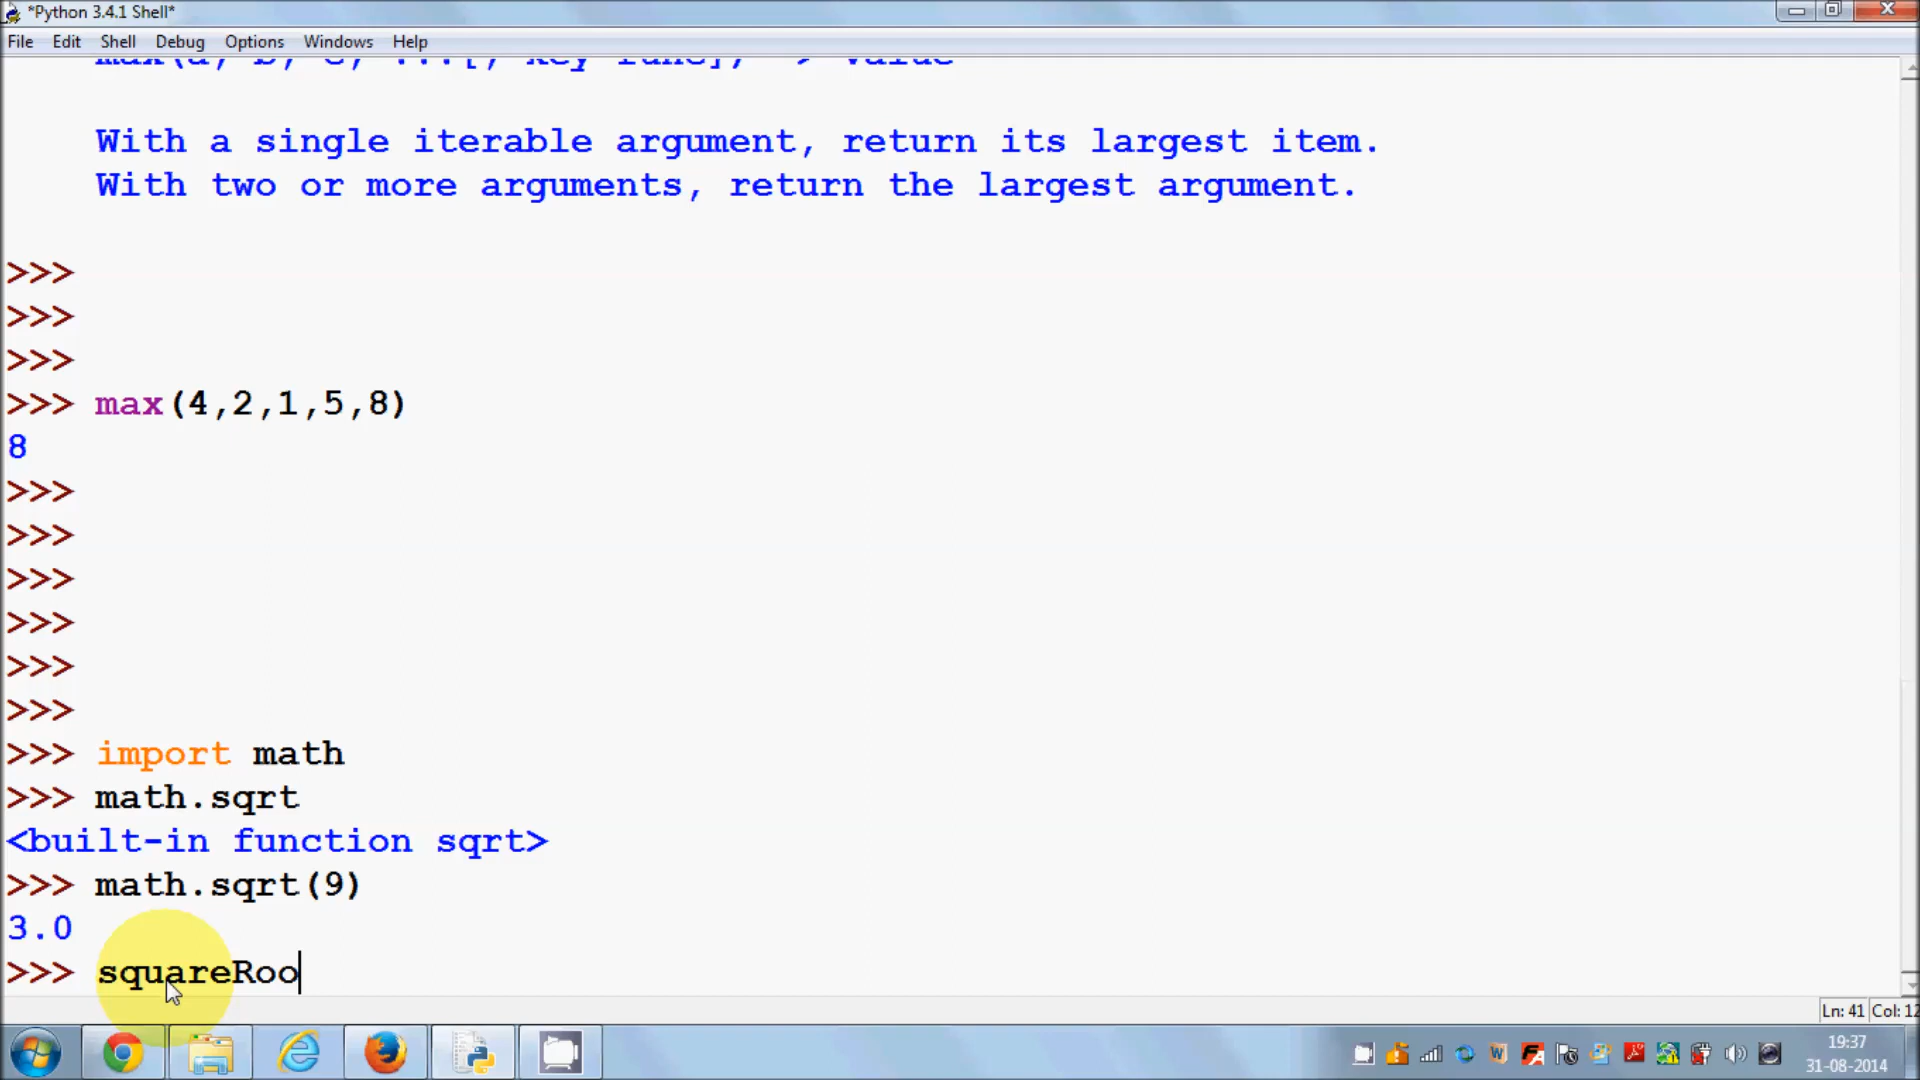 *Python 3.4.1 Shell*
File Edit Shell Debug Options Windows Help
With a single iterable argument, return its largest item.
With two or more arguments, return the largest argument.
>>>
>>>
>>>
>>> max(4,2,1,5,8)
8
>>>
>>>
>>>
>>>
>>>
>>>
>>> import math
>>> math.sqrt
<built-in function sqrt>
>>> math.sqrt(9)
3.0
>>> squareRoo
Ln: 41 Col: 12
19:37
31-08-2014